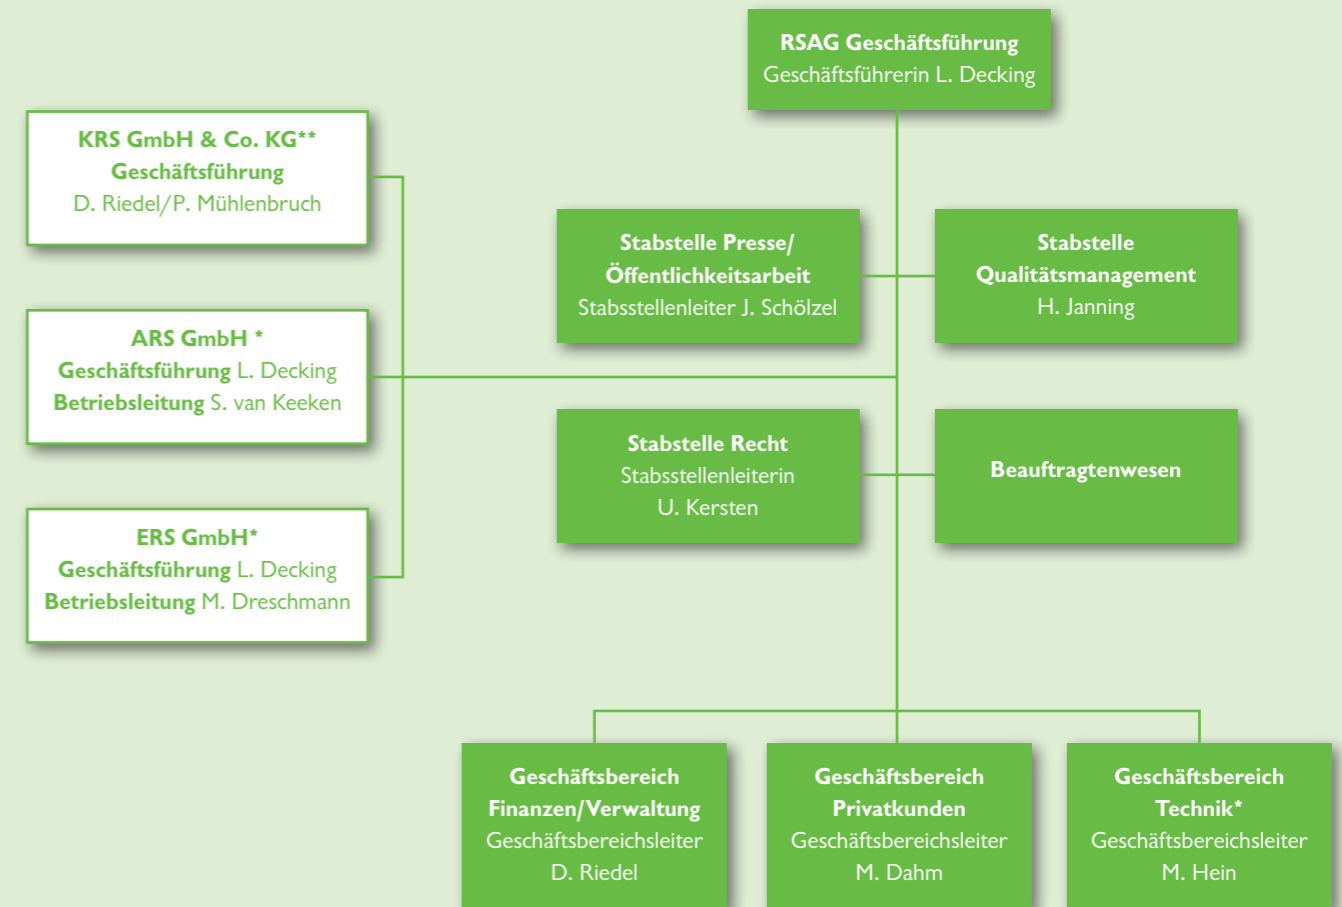 RSAG Geschäftsführung
Geschäftsführerin L. Decking
KRS GmbH & Co. KG**
Geschäftsführung
D. Riedel/P. Mühlenbruch
Stabstelle Presse/
Öffentlichkeitsarbeit
Stabsstellenleiter J. Schölzel
Stabstelle
Qualitätsmanagement
H. Janning
ARS GmbH *
Geschäftsführung L. Decking
Betriebsleitung S. van Keeken
Stabstelle Recht
Stabsstellenleiterin
U. Kersten
Beauftragtenwesen
ERS GmbH*
Geschäftsführung L. Decking
Betriebsleitung M. Dreschmann
Geschäftsbereich
Finanzen/Verwaltung
Geschäftsbereichsleiter
D. Riedel
Geschäftsbereich
Privatkunden
Geschäftsbereichsleiter
M. Dahm
Geschäftsbereich
Technik*
Geschäftsbereichsleiter
M. Hein